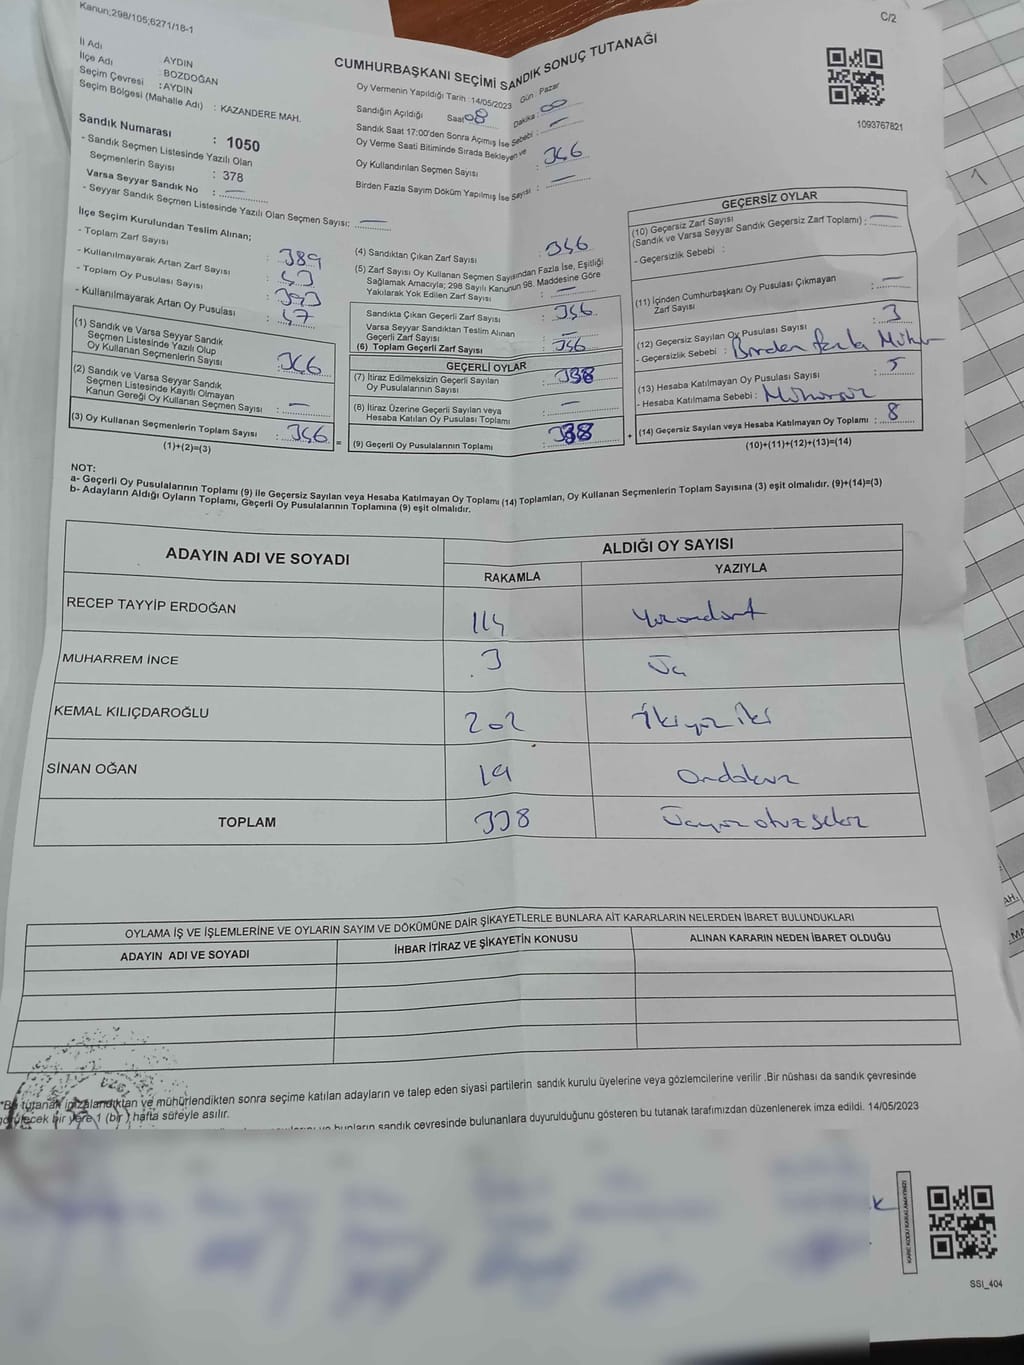 Kanun;298/105;6271/18-1
C/2
CUMHURBAŞKANI SEÇİMİ SANDIK SONUÇ TUTANAĞI
İl Adı AYDIN
İlçe Adı : BOZDOĞAN
Seçim Çevresi : AYDIN
Seçim Bölgesi (Mahalle Adı) : KAZANDERE MAH.
Sandık Numarası : 1050
- Sandık Seçmen Listesinde Yazılı Olan
Seçmenlerin Sayısı : 378
Varsa Seyyar Sandık No : —
- Seyyar Sandık Seçmen Listesinde Yazılı Olan Seçmen Sayısı: —
Oy Vermenin Yapıldığı Tarih :14/05/2023 Gün : Pazar
Sandığın Açıldığı Saat 08 Dakika : 00
Sandık Saat 17:00'den Sonra Açımış İse Sebebi : —
Oy Verme Saati Bitiminde Sırada Bekleyen ve
Oy Kullandırılan Seçmen Sayısı : 346
Birden Fazla Sayım Döküm Yapılmış İse Sayısı : —
1093767821
İlçe Seçim Kurulundan Teslim Alınan;
- Toplam Zarf Sayısı : 389
- Kullanılmayarak Artan Zarf Sayısı : 43
- Toplam Oy Pusulası Sayısı : 393
- Kullanılmayarak Artan Oy Pusulası : 47
(1) Sandık ve Varsa Seyyar Sandık
Seçmen Listesinde Yazılı Olup
Oy Kullanan Seçmenlerin Sayısı : 346
(2) Sandık ve Varsa Seyyar Sandık
Seçmen Listesinde Kayıtlı Olmayan
Kanun Gereği Oy Kullanan Seçmen Sayısı : —
(3) Oy Kullanan Seçmenlerin Toplam Sayısı : 346
(1)+(2)=(3)
(4) Sandıktan Çıkan Zarf Sayısı : 346
(5) Zarf Sayısı Oy Kullanan Seçmen Sayısından Fazla İse, Eşitliği
Sağlamak Amacıyla; 298 Sayılı Kanunun 98. Maddesine Göre
Yakılarak Yok Edilen Zarf Sayısı : —
Sandıkta Çıkan Geçerli Zarf Sayısı : 346
Varsa Seyyar Sandıktan Teslim Alınan
Geçerli Zarf Sayısı : —
(6) Toplam Geçerli Zarf Sayısı : 346
GEÇERLİ OYLAR
(7) İtiraz Edilmeksizin Geçerli Sayılan
Oy Pusulasının Sayısı : 338
(8) İtiraz Üzerine Geçerli Sayılan veya
Hesaba Katılan Oy Pusulası Toplamı : —
= (9) Geçerli Oy Pusulalarının Toplamı : 338
GEÇERSİZ OYLAR
(10) Geçersiz Zarf Sayısı
(Sandık ve Varsa Seyyar Sandık Geçersiz Zarf Toplamı) : —
- Geçersizlik Sebebi :
(11) İçinden Cumhurbaşkanı Oy Pusulası Çıkmayan
Zarf Sayısı : —
(12) Geçersiz Sayılan Oy Pusulası Sayısı : 3
- Geçersizlik Sebebi : Birden fazla Mühür
(13) Hesaba Katılmayan Oy Pusulası Sayısı : 5
- Hesaba Katılmama Sebebi : Mühürsüz
+ (14) Geçersiz Sayılan veya Hesaba Katılmayan Oy Toplamı : 8
(10)+(11)+(12)+(13)=(14)
NOT:
a- Geçerli Oy Pusulalarının Toplamı (9) ile Geçersiz Sayılan veya Hesaba Katılmayan Oy Toplamı (14) Toplamları, Oy Kullanan Seçmenlerin Toplam Sayısına (3) eşit olmalıdır. (9)+(14)=(3)
b- Adayların Aldığı Oyların Toplamı, Geçerli Oy Pusulalarının Toplamına (9) eşit olmalıdır.
ADAYIN ADI VE SOYADI ALDIĞI OY SAYISI
RAKAMLA YAZIYLA
RECEP TAYYİP ERDOĞAN 114 Yüzondört
MUHARREM İNCE 3 Üç
KEMAL KILIÇDAROĞLU 202 İkiyüziki
SİNAN OĞAN 19 Ondokuz
TOPLAM 338 Üçyüz otuz sekiz
OYLAMA İŞ VE İŞLEMLERİNE VE OYLARIN SAYIM VE DÖKÜMÜNE DAİR ŞİKAYETLERLE BUNLARA AİT KARARLARIN NELERDEN İBARET BULUNDUKLARI
ADAYIN ADI VE SOYADI İHBAR İTİRAZ VE ŞİKAYETİN KONUSU ALINAN KARARIN NEDEN İBARET OLDUĞU
*Bu tutanak imzalandıktan ve mühürlendikten sonra seçime katılan adayların ve talep eden siyasi partilerin sandık kurulu üyelerine veya gözlemcilerine verilir .Bir nüshası da sandık çevresinde
görülecek bir yere 1 (bir) hafta süreyle asılır.
bunların sandık çevresinde bulunanlara duyurulduğunu gösteren bu tutanak tarafımızdan düzenlenerek imza edildi. 14/05/2023
KARE KODU KARALAMAYINIZ!
SSI_404